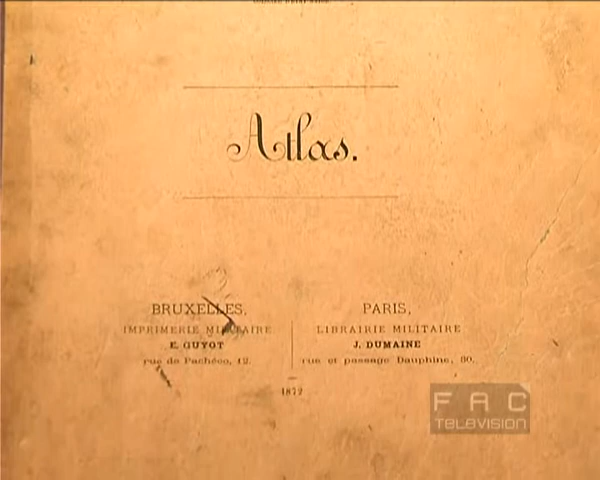 Atlas.
BRUXELLES,
IMPRIMERIE MILITAIRE
E. GUYOT
rue de Pachéco, 12.
PARIS,
LIBRAIRIE MILITAIRE
J. DUMAINE
rue et passage Dauphine, 30.
1872
FAC
TELEVISION